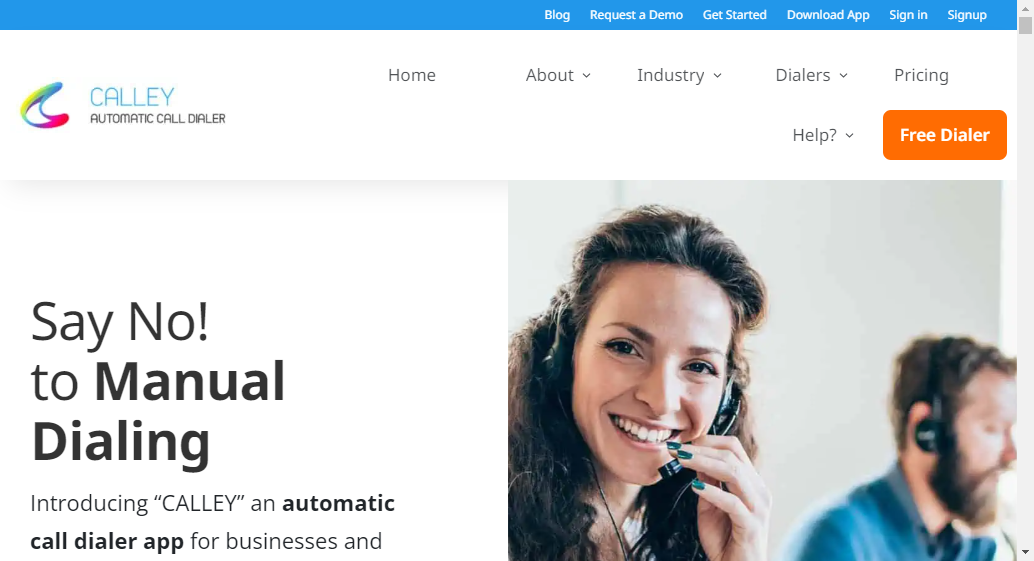 Blog Request a Demo Get Started Download App Sign in Signup
CALLEY
AUTOMATIC CALL DIALER
Home About Industry Dialers Pricing
Help? Free Dialer
Say No!
to Manual
Dialing
Introducing “CALLEY” an automatic
call dialer app for businesses and